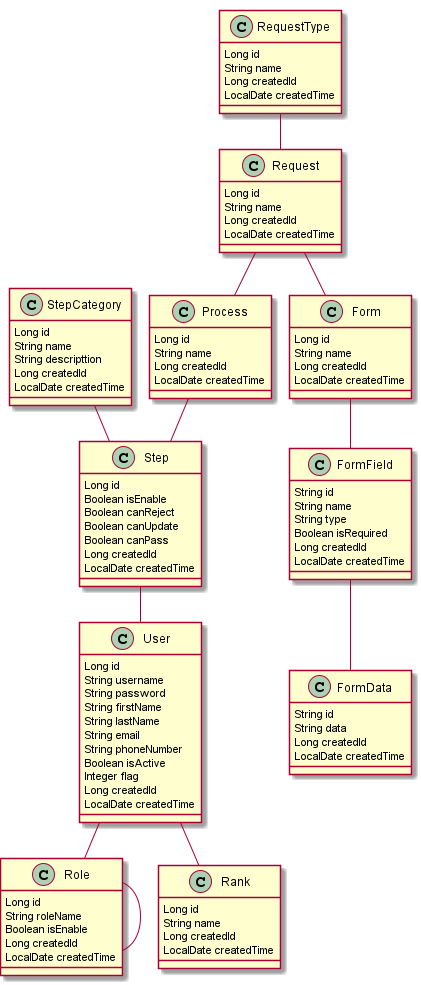 C RequestType
Long id
String name
Long createdId
LocalDate createdTime
C Request
Long id
String name
Long createdId
LocalDate createdTime
C StepCategory
Long id
String name
String descripttion
Long createdId
LocalDate createdTime
C Process
Long id
String name
Long createdId
LocalDate createdTime
C Form
Long id
String name
Long createdId
LocalDate createdTime
C Step
Long id
Boolean isEnable
Boolean canReject
Boolean canUpdate
Boolean canPass
Long createdId
LocalDate createdTime
C FormField
String id
String name
String type
Boolean isRequired
Long createdId
LocalDate createdTime
C User
Long id
String username
String password
String firstName
String lastName
String email
String phoneNumber
Boolean isActive
Integer flag
Long createdId
LocalDate createdTime
C FormData
String id
String data
Long createdId
LocalDate createdTime
C Role
Long id
String roleName
Boolean isEnable
Long createdId
LocalDate createdTime
C Rank
Long id
String name
Long createdId
LocalDate createdTime